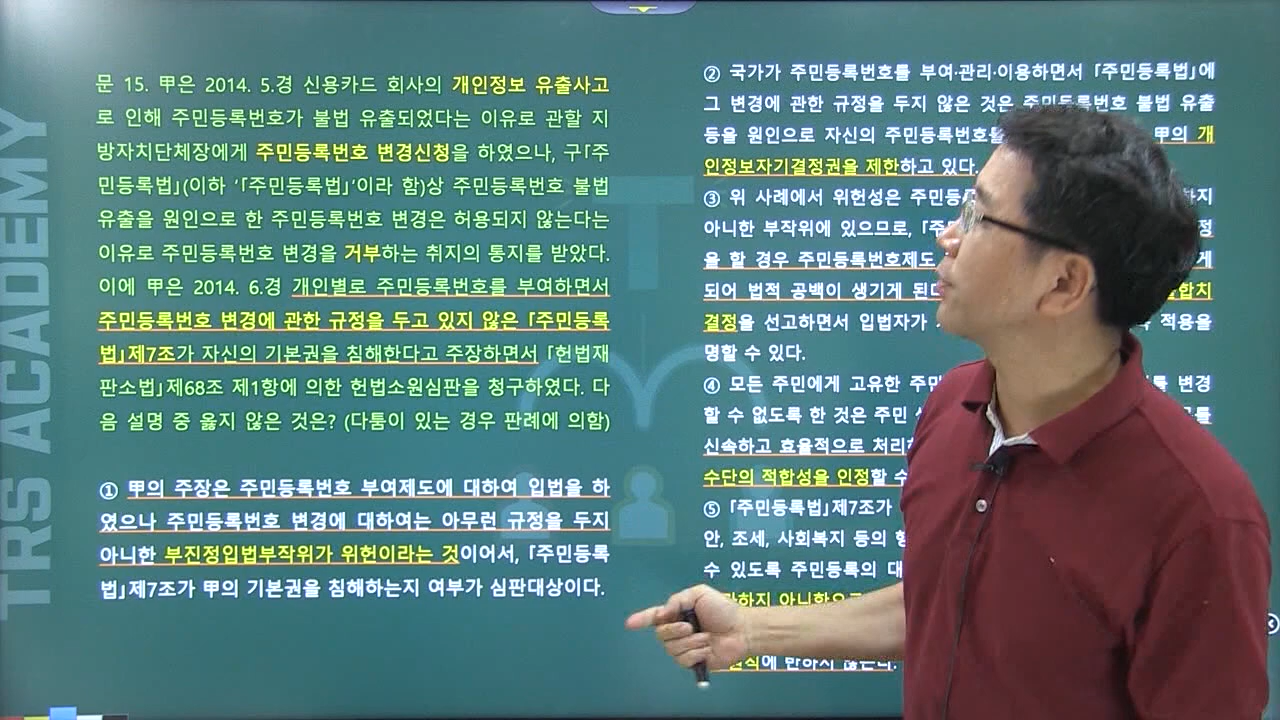 TRS ACADEMY
문 15. 甲은 2014. 5.경 신용카드 회사의 개인정보 유출사고
로 인해 주민등록번호가 불법 유출되었다는 이유로 관할 지
방자치단체장에게 주민등록번호 변경신청을 하였으나, 구「주
민등록법」(이하 ‘「주민등록법」‘이라 함)상 주민등록번호 불법
유출을 원인으로 한 주민등록번호 변경은 허용되지 않는다는
이유로 주민등록번호 변경을 거부하는 취지의 통지를 받았다.
이에 甲은 2014. 6.경 개인별로 주민등록번호를 부여하면서
주민등록번호 변경에 관한 규정을 두고 있지 않은 「주민등록
법」제7조가 자신의 기본권을 침해한다고 주장하면서 「헌법재
판소법」제68조 제1항에 의한 헌법소원심판을 청구하였다. 다
음 설명 중 옳지 않은 것은? (다툼이 있는 경우 판례에 의함)
① 甲의 주장은 주민등록번호 부여제도에 대하여 입법을 하
였으나 주민등록번호 변경에 대하여는 아무런 규정을 두지
아니한 부진정입법부작위가 위헌이라는 것이어서, 「주민등록
법」제7조가 甲의 기본권을 침해하는지 여부가 심판대상이다.
② 국가가 주민등록번호를 부여·관리·이용하면서 「주민등록법」에
그 변경에 관한 규정을 두지 않은 것은 주민등록번호 불법 유출
등을 원인으로 자신의 주민등록번호를 甲의 개
인정보자기결정권을 제한하고 있다.
③ 위 사례에서 위헌성은 하지
아니한 부작위에 있으므로,
을 할 경우 주민등록번호제도
되어 법적 공백이 생기게
결정을 선고하면서 입법자가 적용을
명할 수 있다.
④ 모든 주민에게 고유한 변경
할 수 없도록 한 것은 주민
신속하고 효율적으로
수단의 적합성을 인정할
⑤ 「주민등록법」제7조가
안, 조세, 사회복지 등의
수 있도록 주민등록의